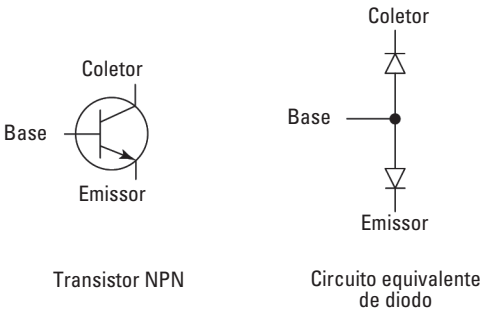 Coletor
Base
Emissor
Transistor NPN
Coletor
Base
Emissor
Circuito equivalente
de diodo